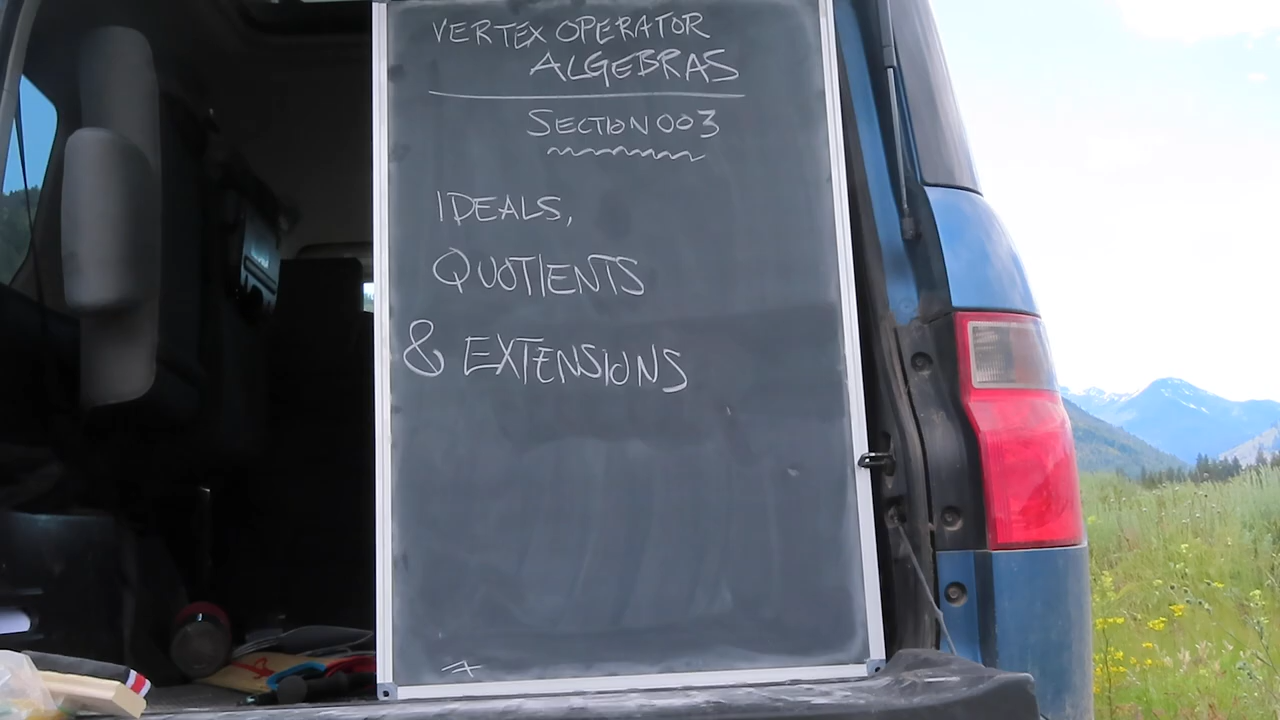 VERTEX OPERATOR
ALGEBRAS
SECTION 003
IDEALS,
QUOTIENTS
& EXTENSIONS